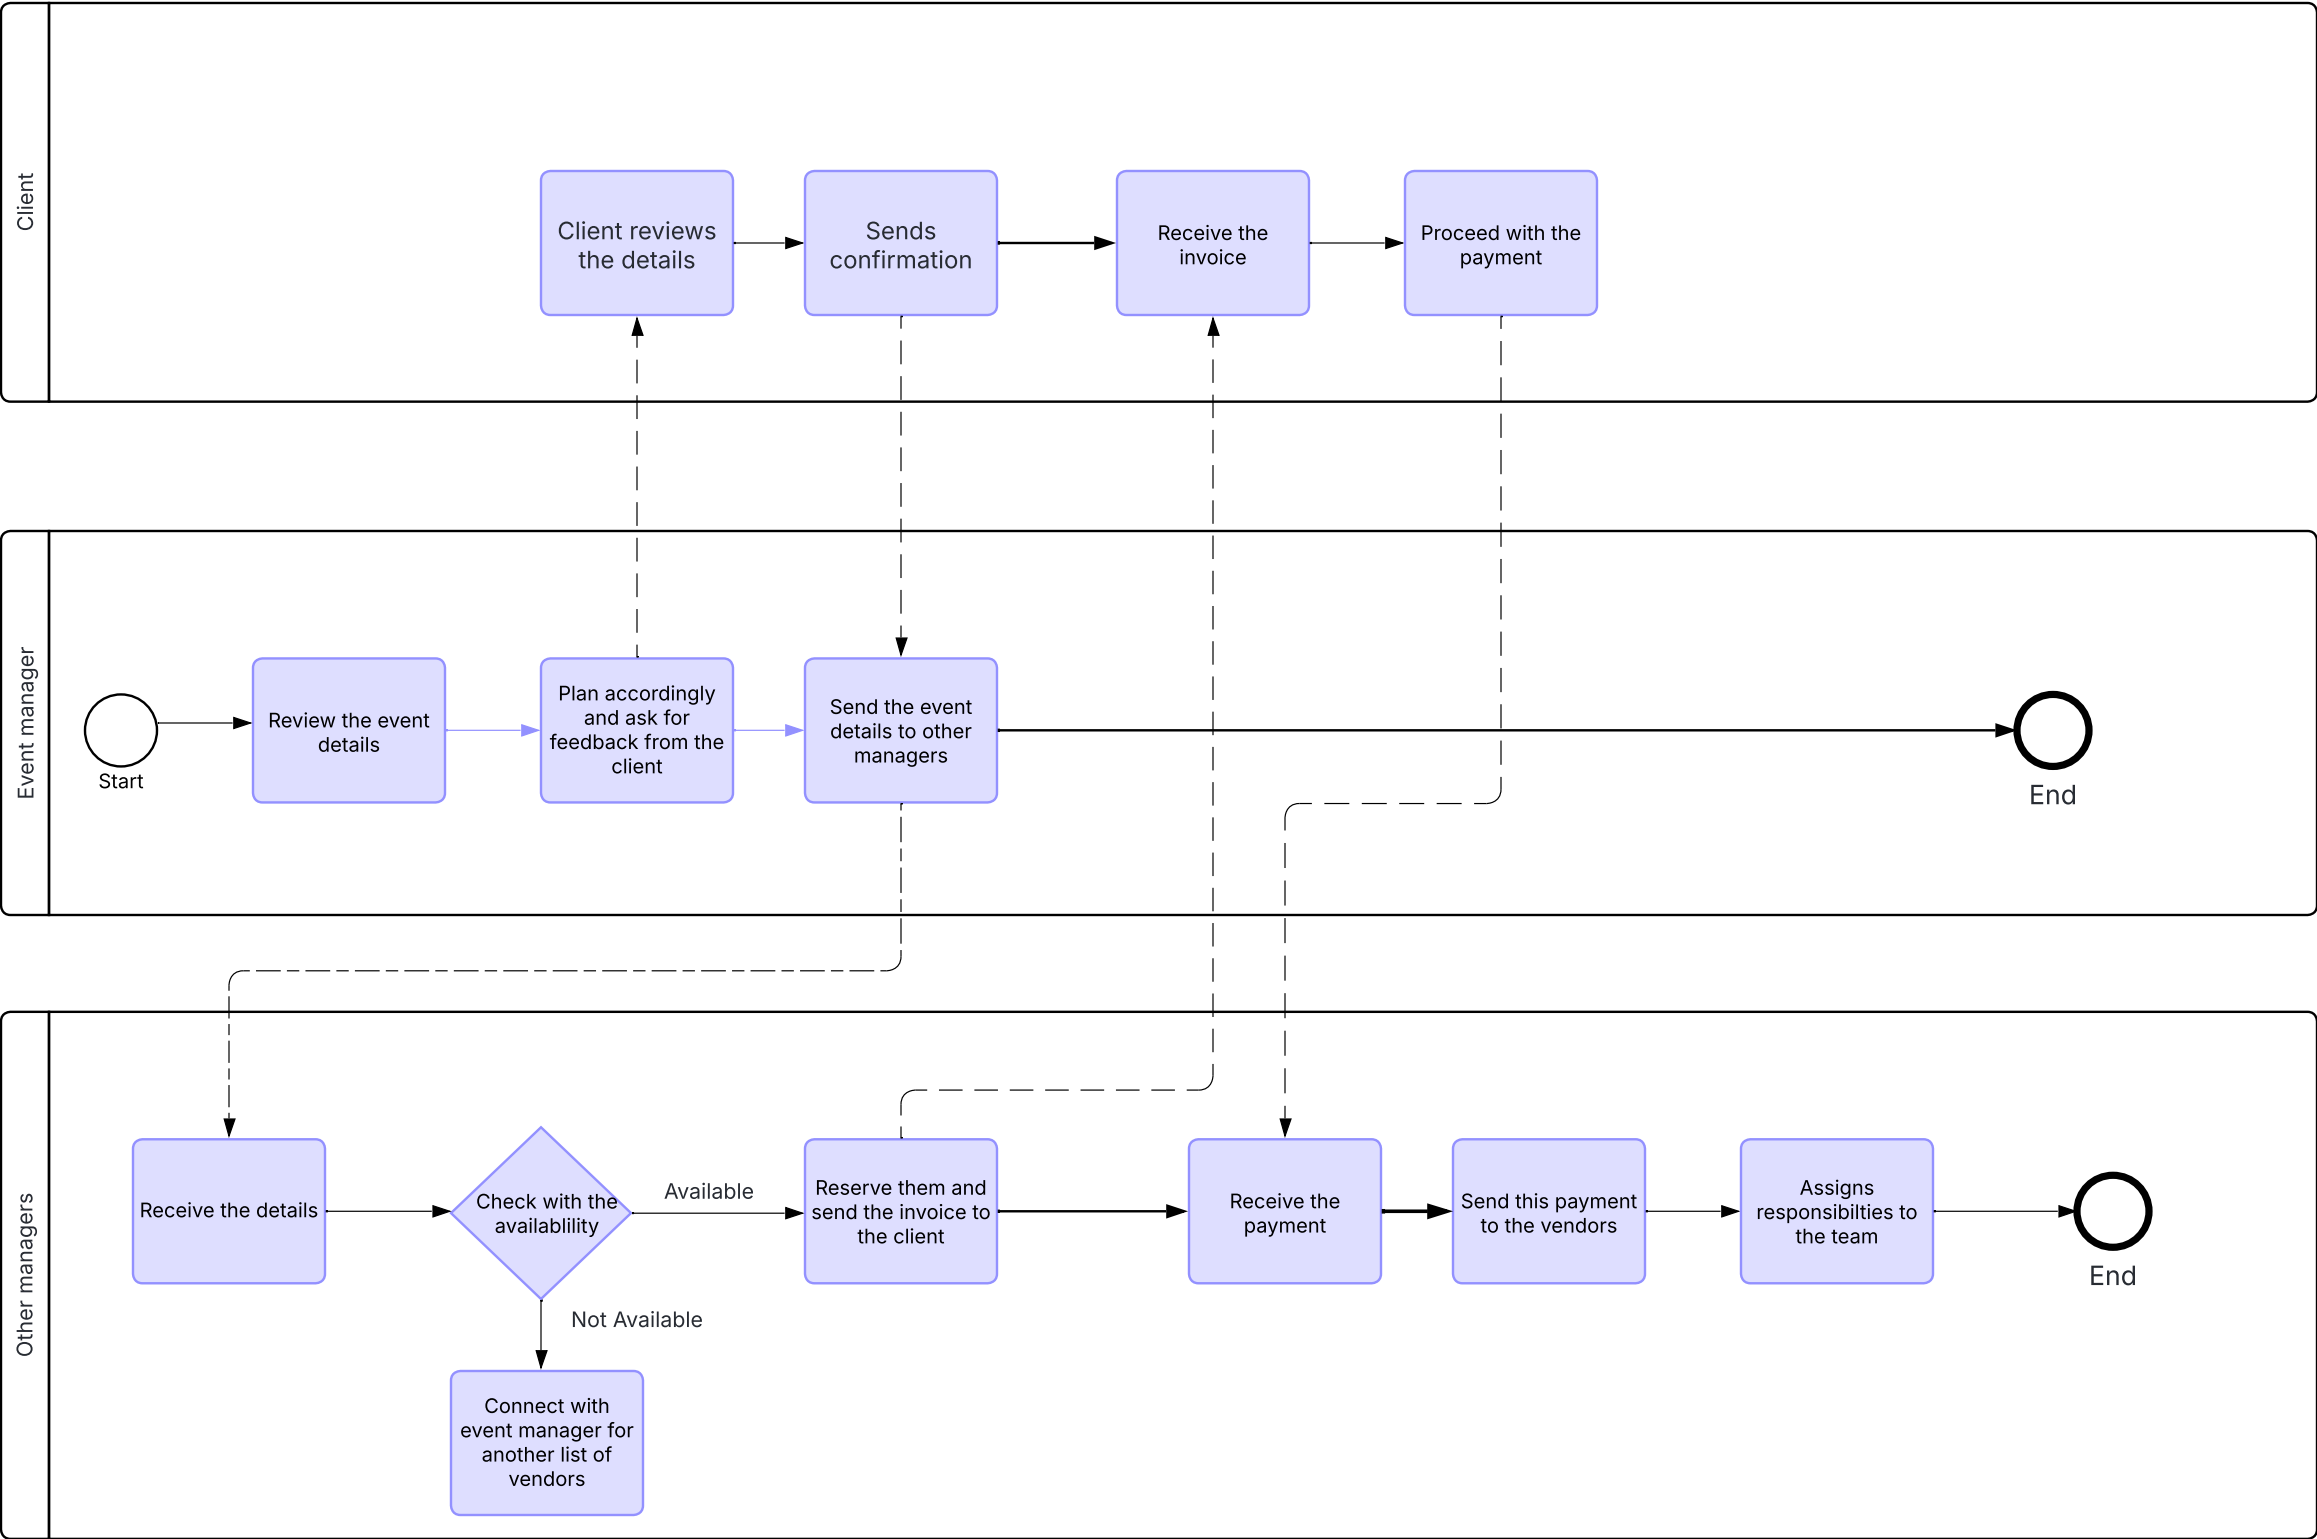 Client
Client reviews
the details
Sends
confirmation
Receive the
invoice
Proceed with the
payment
Event manager
Start
Review the event
details
Plan accordingly
and ask for
feedback from the
client
Send the event
details to other
managers
End
Other managers
Receive the details
Check with the
availablility
Available
Not Available
Connect with
event manager for
another list of
vendors
Reserve them and
send the invoice to
the client
Receive the
payment
Send this payment
to the vendors
Assigns
responsibilties to
the team
End